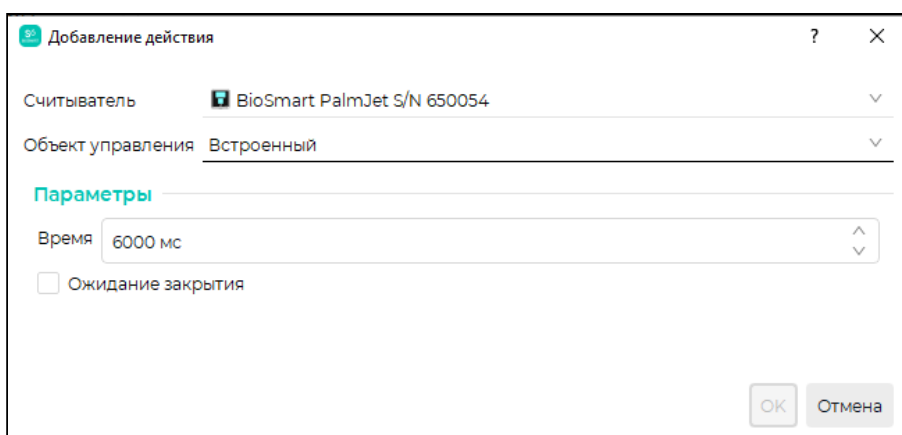 Добавление действия ?
Считыватель BioSmart PalmJet S/N 650054
Объект управления Встроенный
Параметры
Время 6000 мс
Ожидание закрытия
OK Отмена